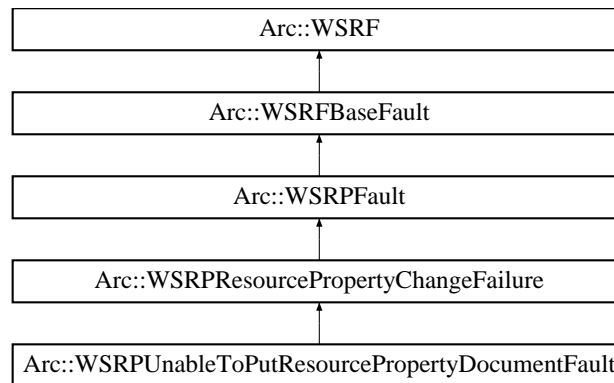 Arc::WSRF
Arc::WSRFBaseFault
Arc::WSRPFault
Arc::WSRPResourcePropertyChangeFailure
Arc::WSRPUnableToPutResourcePropertyDocumentFault